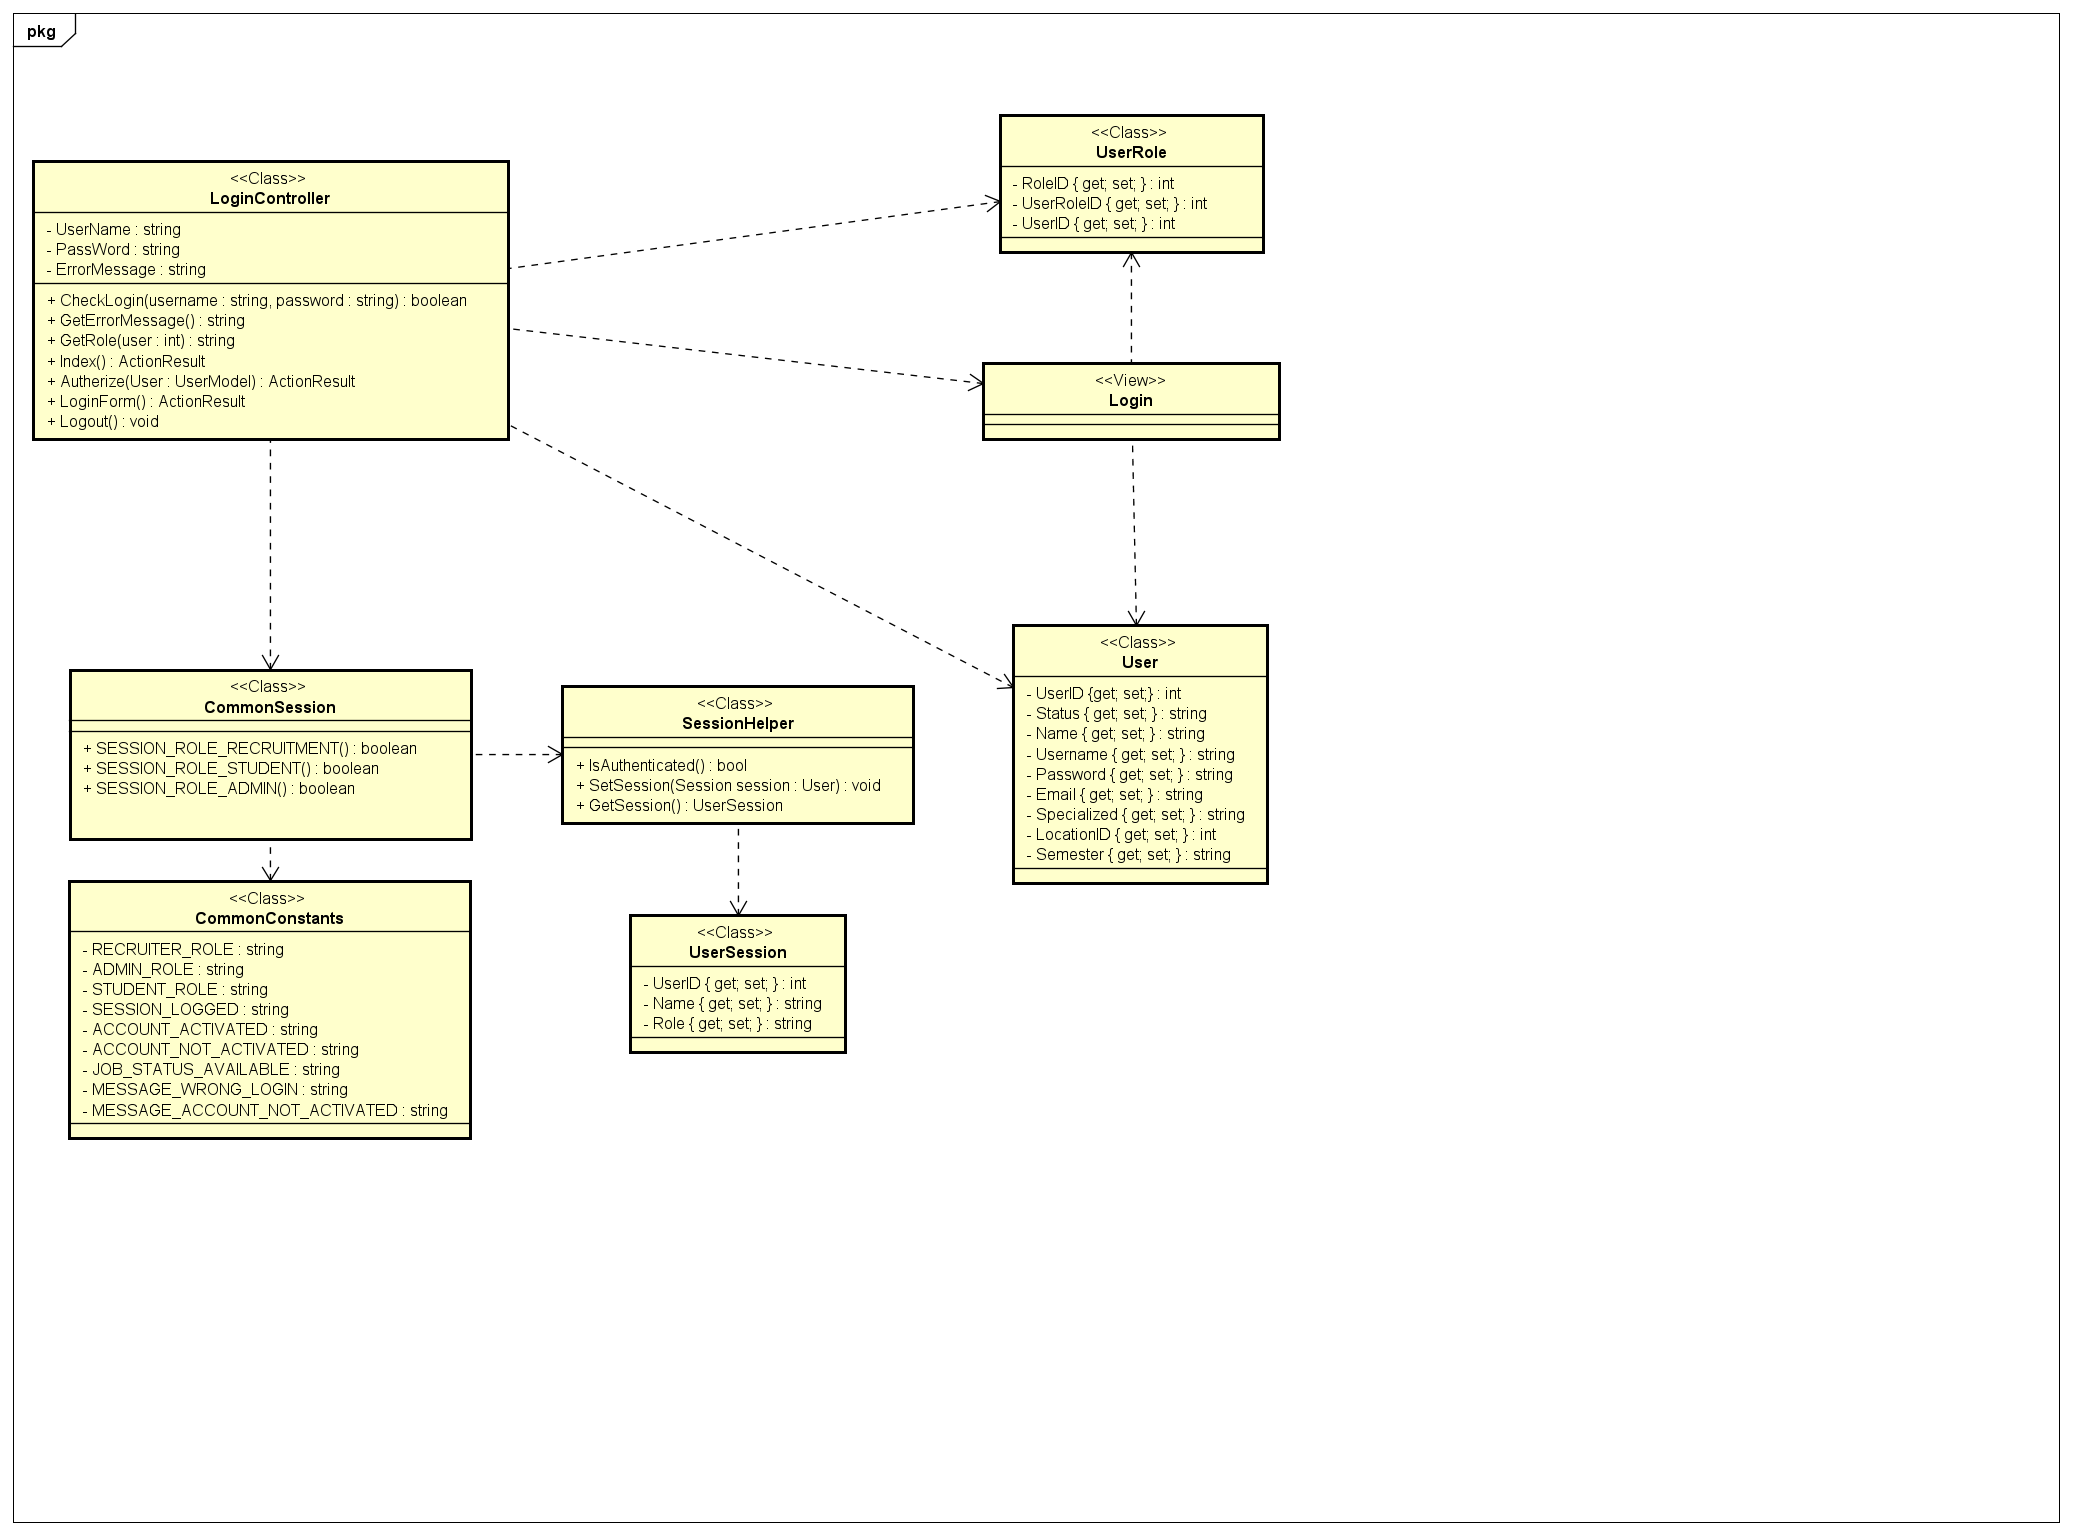 pkg
<<Class>>
LoginController
- UserName : string
- PassWord : string
- ErrorMessage : string
+ CheckLogin(username : string, password : string) : boolean
+ GetErrorMessage() : string
+ GetRole(user : int) : string
+ Index() : ActionResult
+ Autherize(User : UserModel) : ActionResult
+ LoginForm() : ActionResult
+ Logout() : void
<<Class>>
UserRole
- RoleID { get; set; } : int
- UserRoleID { get; set; } : int
- UserID { get; set; } : int
<<View>>
Login
<<Class>>
User
- UserID {get; set;} : int
- Status { get; set; } : string
- Name { get; set; } : string
- Username { get; set; } : string
- Password { get; set; } : string
- Email { get; set; } : string
- Specialized { get; set; } : string
- LocationID { get; set; } : int
- Semester { get; set; } : string
<<Class>>
CommonSession
+ SESSION_ROLE_RECRUITMENT() : boolean
+ SESSION_ROLE_STUDENT() : boolean
+ SESSION_ROLE_ADMIN() : boolean
<<Class>>
SessionHelper
+ IsAuthenticated() : bool
+ SetSession(Session session : User) : void
+ GetSession() : UserSession
<<Class>>
CommonConstants
- RECRUITER_ROLE : string
- ADMIN_ROLE : string
- STUDENT_ROLE : string
- SESSION_LOGGED : string
- ACCOUNT_ACTIVATED : string
- ACCOUNT_NOT_ACTIVATED : string
- JOB_STATUS_AVAILABLE : string
- MESSAGE_WRONG_LOGIN : string
- MESSAGE_ACCOUNT_NOT_ACTIVATED : string
<<Class>>
UserSession
- UserID { get; set; } : int
- Name { get; set; } : string
- Role { get; set; } : string